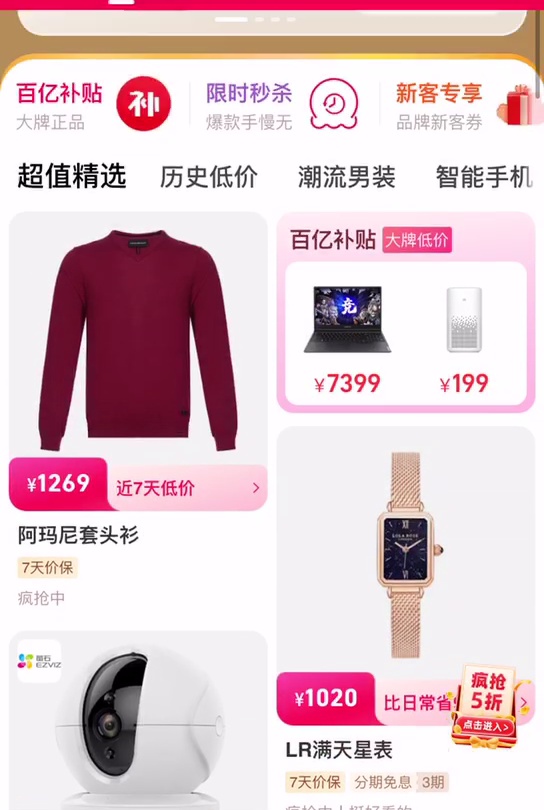 百亿补贴
大牌正品
补
限时秒杀
爆款手慢无
新客专享
品牌新客券
超值精选
历史低价
潮流男装
智能手机
¥1269
近7天低价
阿玛尼套头衫
7天价保
疯抢中
百亿补贴
大牌低价
竞
¥7399
¥199
LOLA ROSE
¥1020
比日常省
疯抢
5折
点击进入>
LR满天星表
7天价保
分期免息
3期
萤石
EZVIZ